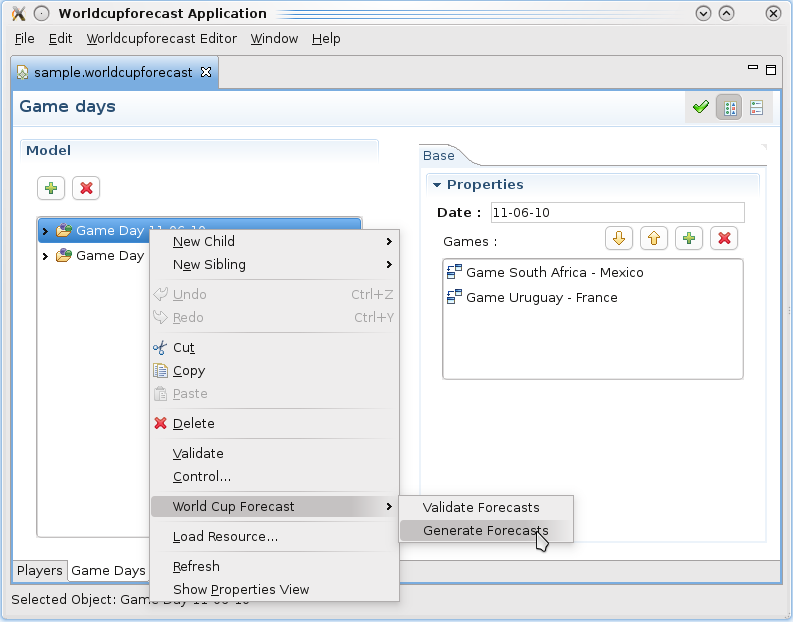 Worldcupforecast Application
File Edit Worldcupforecast Editor Window Help
sample.worldcupforecast
Game days
Model
Game Day 11-06-10
Game Day
New Child
New Sibling
Undo Ctrl+Z
Redo Ctrl+Y
Cut
Copy
Paste
Delete
Validate
Control...
World Cup Forecast
Load Resource...
Refresh
Show Properties View
Validate Forecasts
Generate Forecasts
Base
Properties
Date : 11-06-10
Games :
Game South Africa - Mexico
Game Uruguay - France
Players Game Days
Selected Object: Game Day 11-06-10